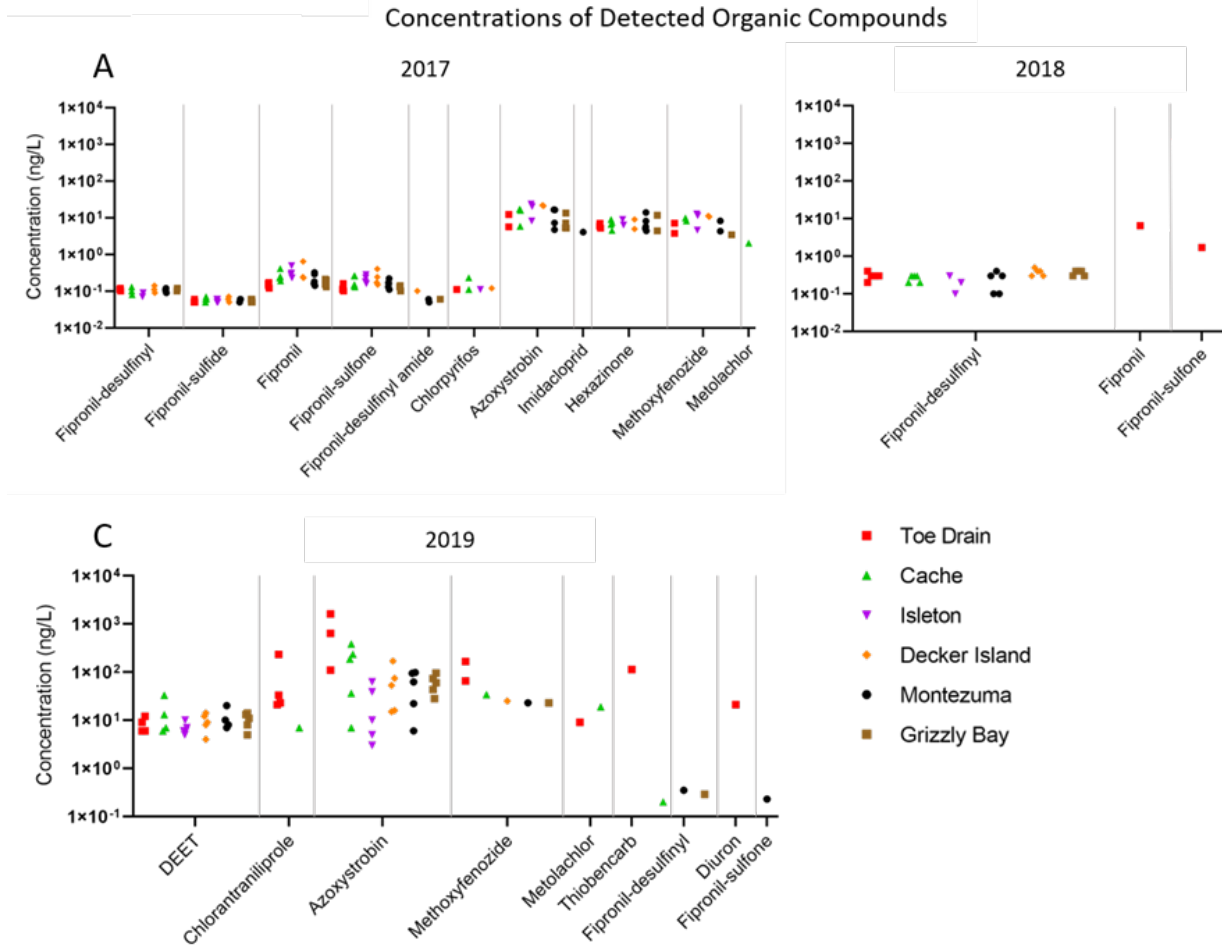 Concentrations of Detected Organic Compounds
A
2017
Concentration (ng/L)
1×10⁴
1×10³
1×10²
1×10¹
1×10⁰
1×10⁻¹
1×10⁻²
Fipronil-desulfinyl
Fipronil-sulfide
Fipronil
Fipronil-sulfone
Fipronil-desulfinyl amide
Chlorpyrifos
Azoxystrobin
Imidacloprid
Hexazinone
Methoxyfenozide
Metolachlor
2018
1×10⁴
1×10³
1×10²
1×10¹
1×10⁰
1×10⁻¹
1×10⁻²
Fipronil-desulfinyl
Fipronil
Fipronil-sulfone
C
2019
Concentration (ng/L)
1×10⁴
1×10³
1×10²
1×10¹
1×10⁰
1×10⁻¹
DEET
Chlorantraniliprole
Azoxystrobin
Methoxyfenozide
Metolachlor
Thiobencarb
Fipronil-desulfinyl
Diuron
Fipronil-sulfone
Toe Drain
Cache
Isleton
Decker Island
Montezuma
Grizzly Bay